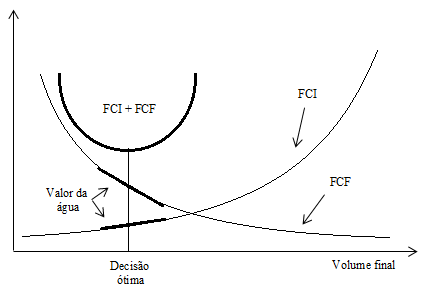 FCI
FCI + FCF
FCF
Valor da
água
Decisão
ótima
Volume final